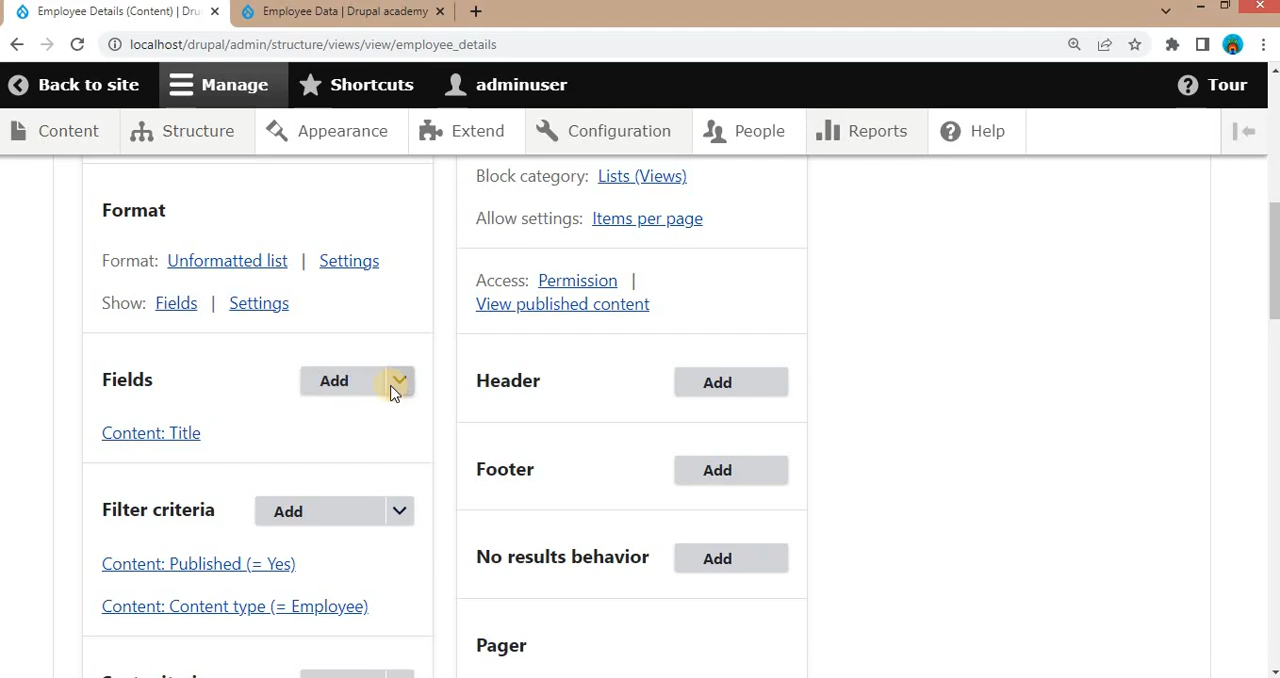 Employee Details (Content) | Dru
Employee Data | Drupal academy
localhost/drupal/admin/structure/views/view/employee_details
Back to site
Manage
Shortcuts
adminuser
Tour
Content
Structure
Appearance
Extend
Configuration
People
Reports
Help
Format
Format: Unformatted list | Settings
Show: Fields | Settings
Fields
Add
Content: Title
Filter criteria
Add
Content: Published (= Yes)
Content: Content type (= Employee)
Block category: Lists (Views)
Allow settings: Items per page
Access: Permission |
View published content
Header
Add
Footer
Add
No results behavior
Add
Pager